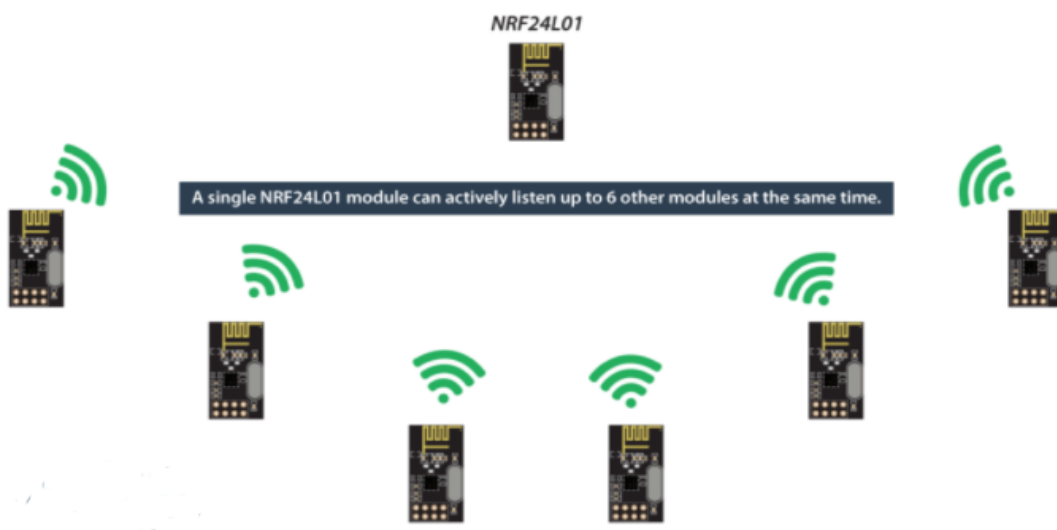 NRF24L01
A single NRF24L01 module can actively listen up to 6 other modules at the same time.